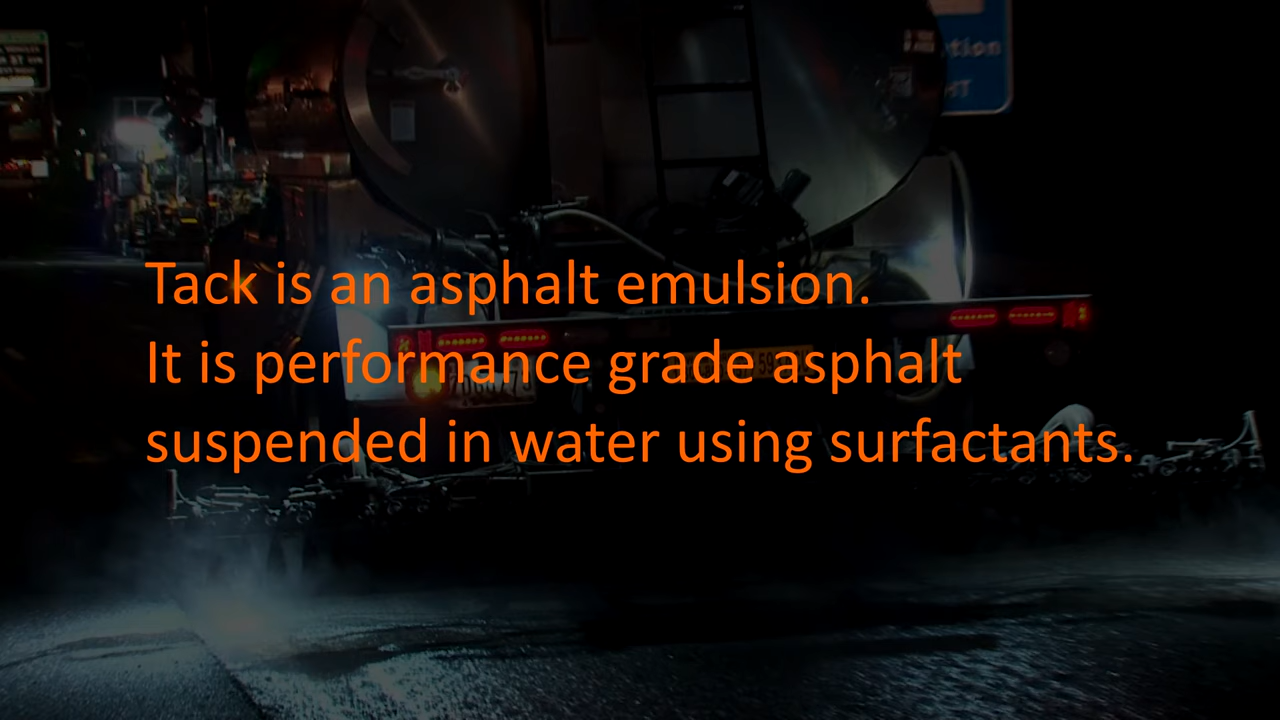 Tack is an asphalt emulsion.
It is performance grade asphalt
suspended in water using surfactants.